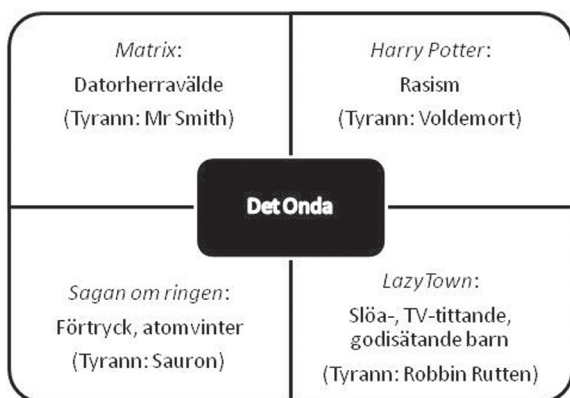 Matrix:
Datorherravälde
(Tyrann: Mr Smith)
Harry Potter:
Rasism
(Tyrann: Voldemort)
Det Onda
Sagan om ringen:
Förtryck, atomvinter
(Tyrann: Sauron)
LazyTown:
Slöa-, TV-tittande,
godisätande barn
(Tyrann: Robbin Rutten)